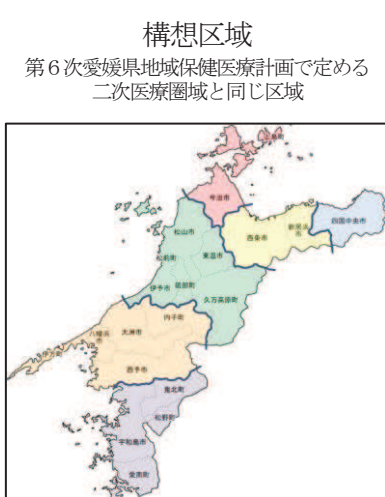 構想区域
第6次愛媛県地域保健医療計画で定める
二次医療圏域と同じ区域
上島町
今治市
四国中央市
新居浜
市
西条市
松山市
東温市
松前町
伊予市
砥部町
久万高原町
内子町
大洲市
八幡浜
市
伊方町
西予市
鬼北町
松野町
宇和島市
愛南町